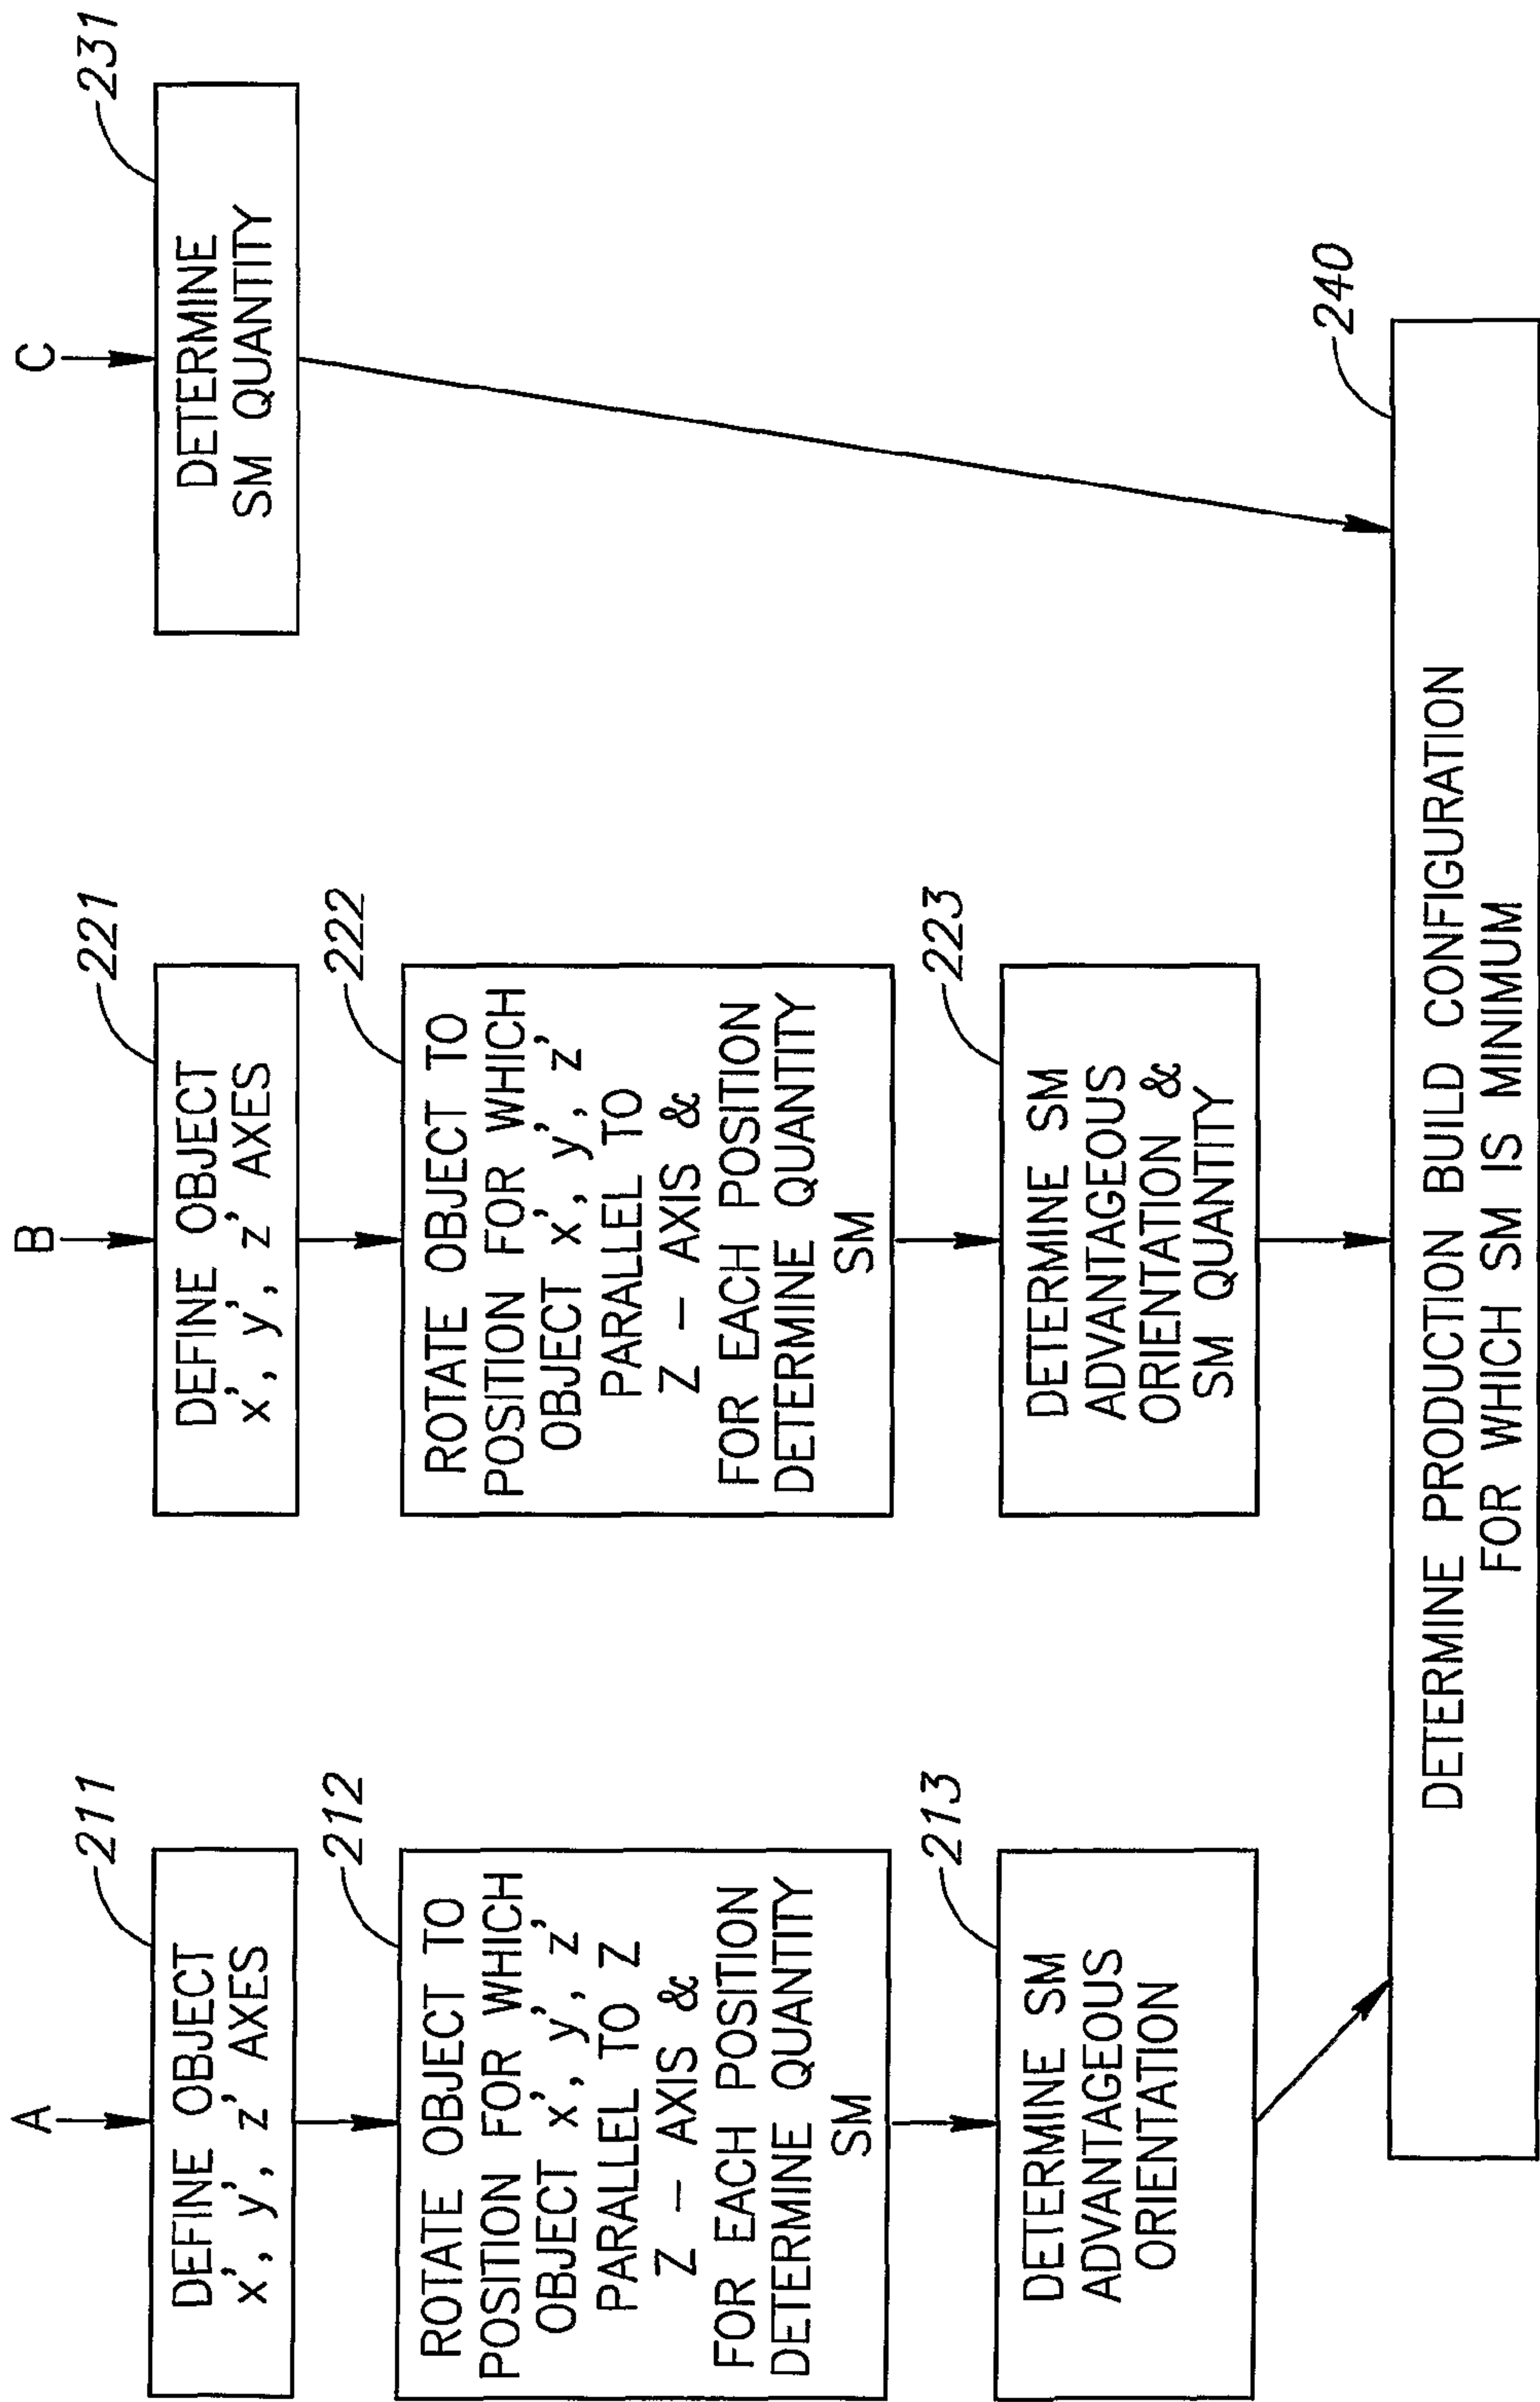 A
211
DEFINE OBJECT
x', y', z' AXES
212
ROTATE OBJECT TO
POSITION FOR WHICH
OBJECT x', y', z'
PARALLEL TO Z
Z – AXIS &
FOR EACH POSITION
DETERMINE QUANTITY
SM
213
DETERMINE SM
ADVANTAGEOUS
ORIENTATION
B
221
DEFINE OBJECT
x', y', z' AXES
222
ROTATE OBJECT TO
POSITION FOR WHICH
OBJECT x', y', z'
PARALLEL TO
Z – AXIS &
FOR EACH POSITION
DETERMINE QUANTITY
SM
223
DETERMINE SM
ADVANTAGEOUS
ORIENTATION &
SM QUANTITY
C
231
DETERMINE
SM QUANTITY
240
DETERMINE PRODUCTION BUILD CONFIGURATION
FOR WHICH SM IS MINIMUM